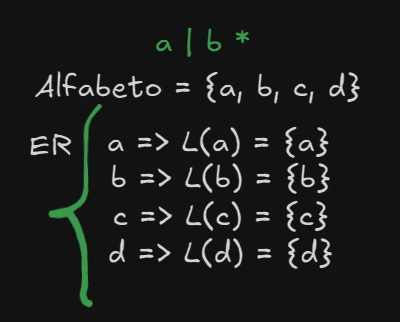 a | b *
Alfabeto = {a, b, c, d}
ER
a => L(a) = {a}
b => L(b) = {b}
c => L(c) = {c}
d => L(d) = {d}